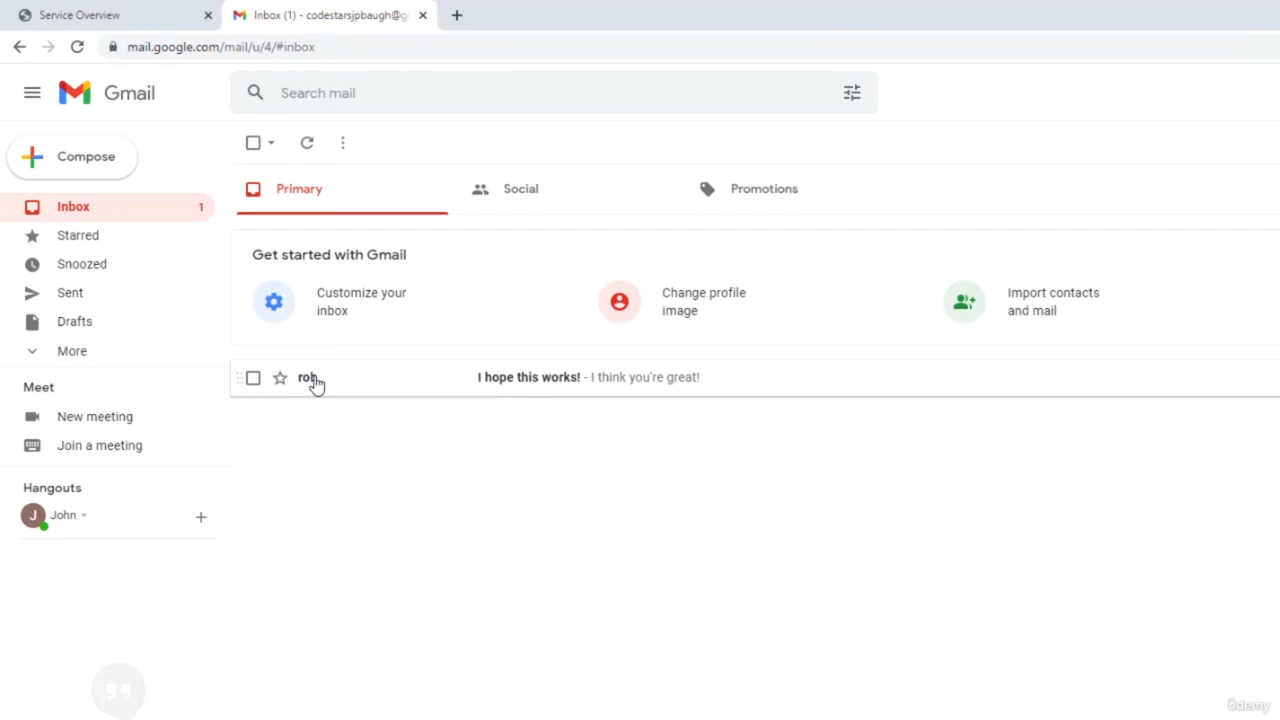 Service Overview
Inbox (1) - codestarsjpbaugh@g
mail.google.com/mail/u/4/#inbox
Gmail
Search mail
Compose
Primary
Social
Promotions
Inbox 1
Starred
Snoozed
Sent
Drafts
More
Get started with Gmail
Customize your
inbox
Change profile
image
Import contacts
and mail
I hope this works! - I think you're great!
Meet
New meeting
Join a meeting
Hangouts
J John
ûdemy